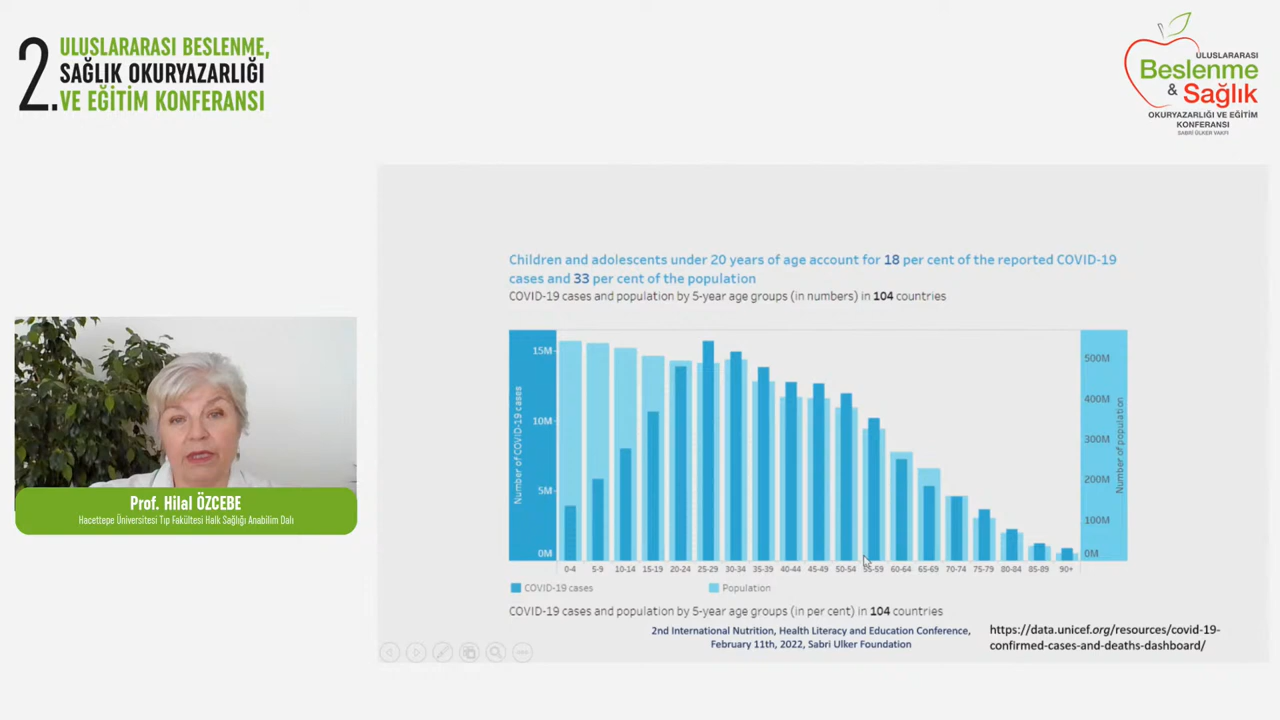 2. ULUSLARARASI BESLENME,
SAĞLIK OKURYAZARLIĞI
VE EĞİTİM KONFERANSI
ULUSLARARASI
Beslenme
& Sağlık
OKURYAZARLIĞI VE EĞİTİM
KONFERANSI
SABRİ ÜLKER VAKFI
Children and adolescents under 20 years of age account for 18 per cent of the reported COVID-19
cases and 33 per cent of the population
COVID-19 cases and population by 5-year age groups (in numbers) in 104 countries
Number of COVID-19 cases
15M
10M
5M
0M
500M
400M
300M
200M
100M
0M
Number of population
0-4 5-9 10-14 15-19 20-24 25-29 30-34 35-39 40-44 45-49 50-54 55-59 60-64 65-69 70-74 75-79 80-84 85-89 90+
COVID-19 cases Population
COVID-19 cases and population by 5-year age groups (in per cent) in 104 countries
2nd International Nutrition, Health Literacy and Education Conference,
February 11th, 2022, Sabri Ulker Foundation
https://data.unicef.org/resources/covid-19-
confirmed-cases-and-deaths-dashboard/
Prof. Hilal ÖZCEBE
Hacettepe Üniversitesi Tıp Fakültesi Halk Sağlığı Anabilim Dalı